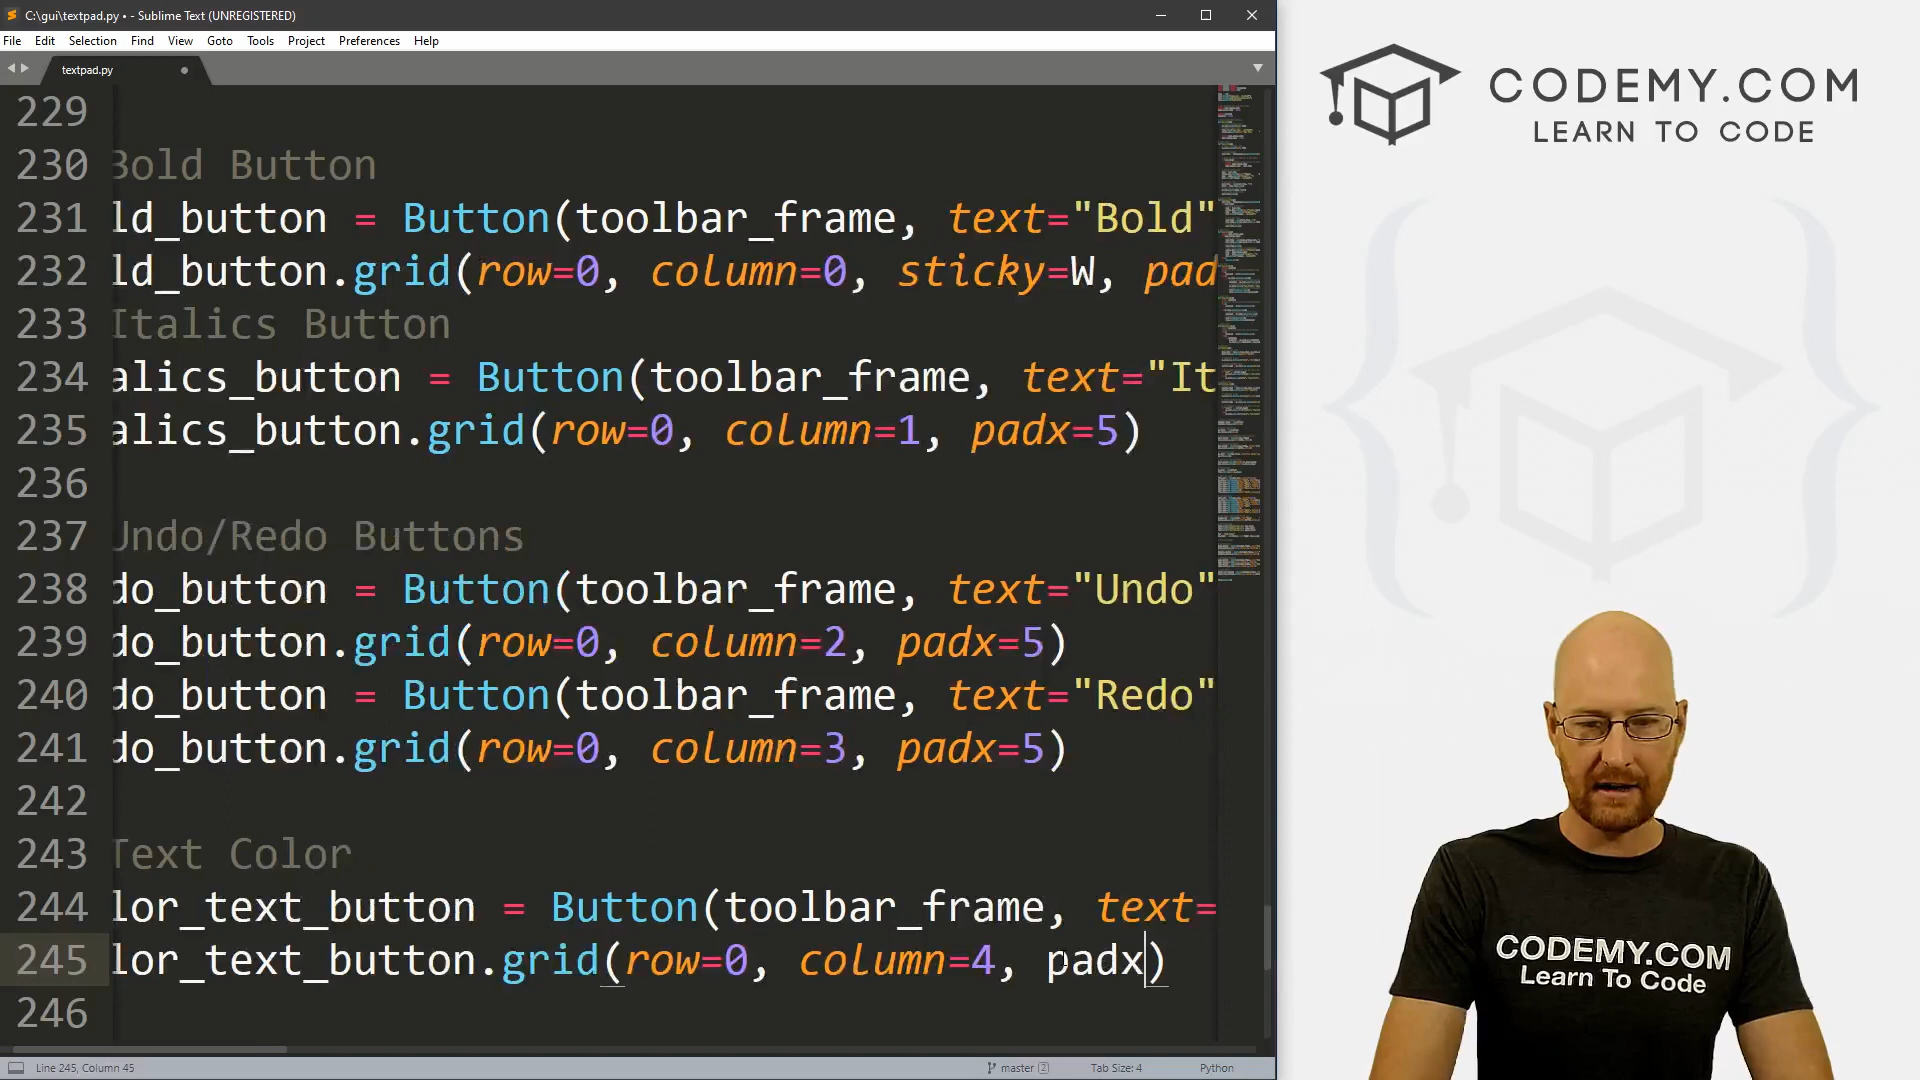 C:\gui\textpad.py • - Sublime Text (UNREGISTERED)
File Edit Selection Find View Goto Tools Project Preferences Help
textpad.py
229
230 Bold Button
231 ld_button = Button(toolbar_frame, text="Bold"
232 ld_button.grid(row=0, column=0, sticky=W, pad
233 Italics Button
234 alics_button = Button(toolbar_frame, text="It
235 alics_button.grid(row=0, column=1, padx=5)
236
237 Undo/Redo Buttons
238 do_button = Button(toolbar_frame, text="Undo"
239 do_button.grid(row=0, column=2, padx=5)
240 do_button = Button(toolbar_frame, text="Redo"
241 do_button.grid(row=0, column=3, padx=5)
242
243 Text Color
244 lor_text_button = Button(toolbar_frame, text=
245 lor_text_button.grid(row=0, column=4, padx)
246
Line 245, Column 45
master 2
Tab Size: 4
Python
CODEMY.COM
LEARN TO CODE
CODEMY.COM
Learn To Code